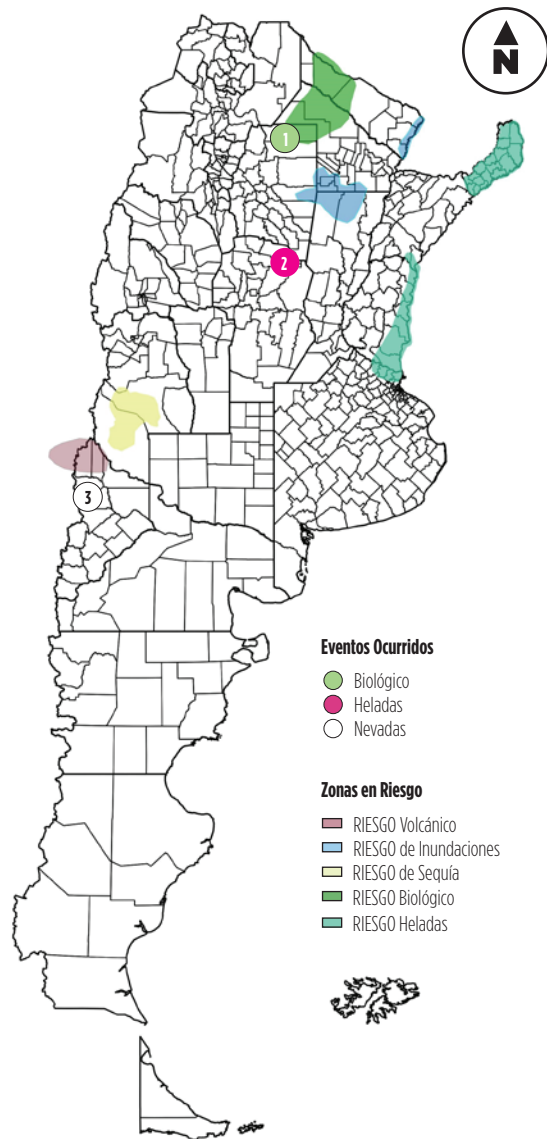 N
1
2
3
Eventos Ocurridos
Biológico
Heladas
Nevadas
Zonas en Riesgo
RIESGO Volcánico
RIESGO de Inundaciones
RIESGO de Sequía
RIESGO Biológico
RIESGO Heladas